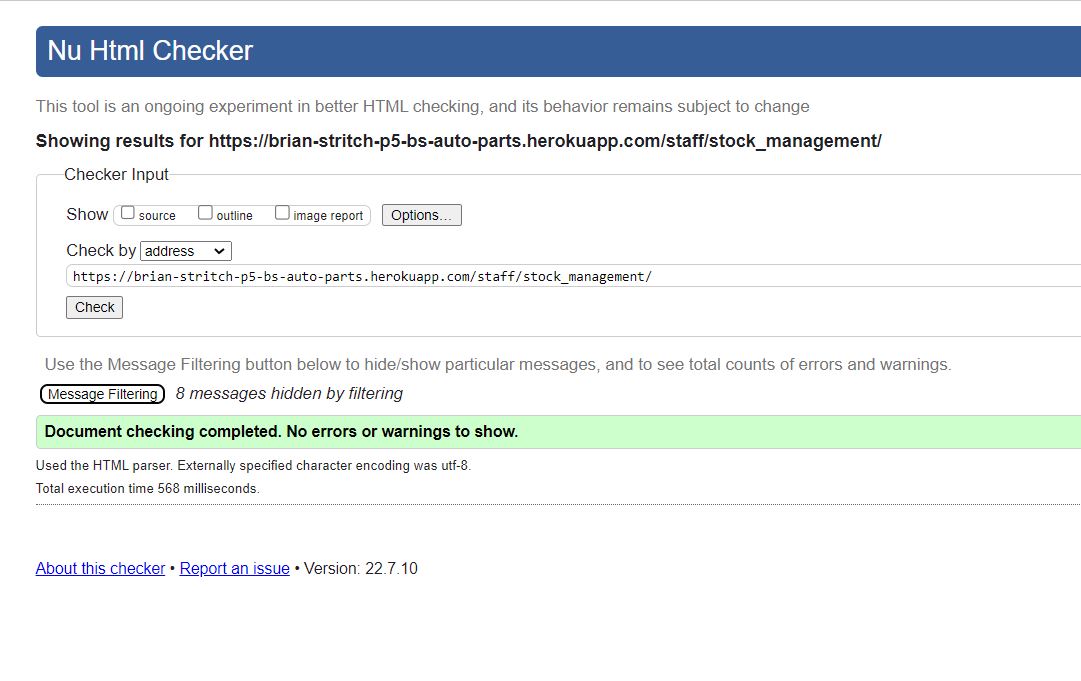 Nu Html Checker
This tool is an ongoing experiment in better HTML checking, and its behavior remains subject to change
Showing results for https://brian-stritch-p5-bs-auto-parts.herokuapp.com/staff/stock_management/
Checker Input
Show source outline image report Options...
Check by address
https://brian-stritch-p5-bs-auto-parts.herokuapp.com/staff/stock_management/
Check
Use the Message Filtering button below to hide/show particular messages, and to see total counts of errors and warnings.
Message Filtering 8 messages hidden by filtering
Document checking completed. No errors or warnings to show.
Used the HTML parser. Externally specified character encoding was utf-8.
Total execution time 568 milliseconds.
About this checker • Report an issue • Version: 22.7.10